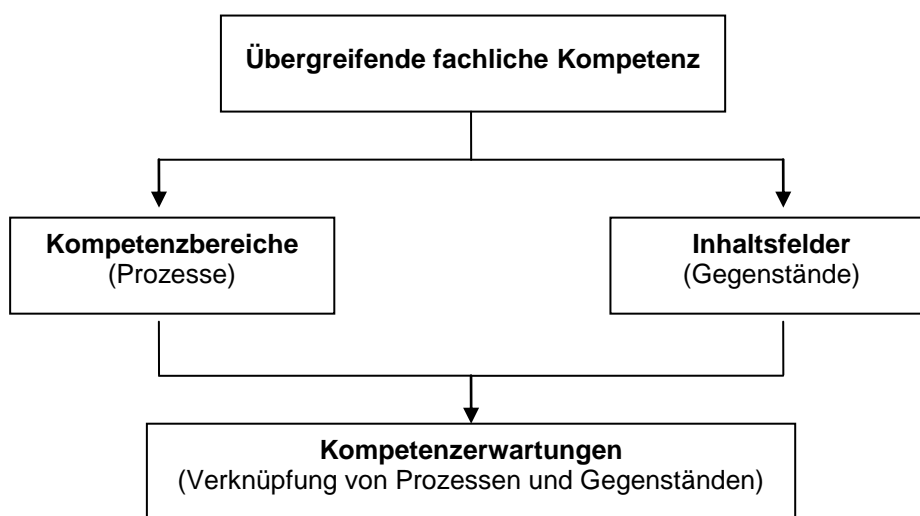 Übergreifende fachliche Kompetenz
Kompetenzbereiche
(Prozesse)
Inhaltsfelder
(Gegenstände)
Kompetenzerwartungen
(Verknüpfung von Prozessen und Gegenständen)